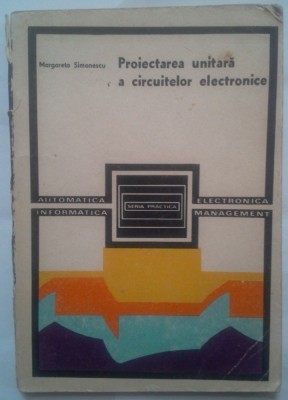 Margareta Simonescu
Proiectarea unitară
a circuitelor electronice
AUTOMATICA
ELECTRONICA
SERIA PRACTICA
INFORMATICA
MANAGEMENT